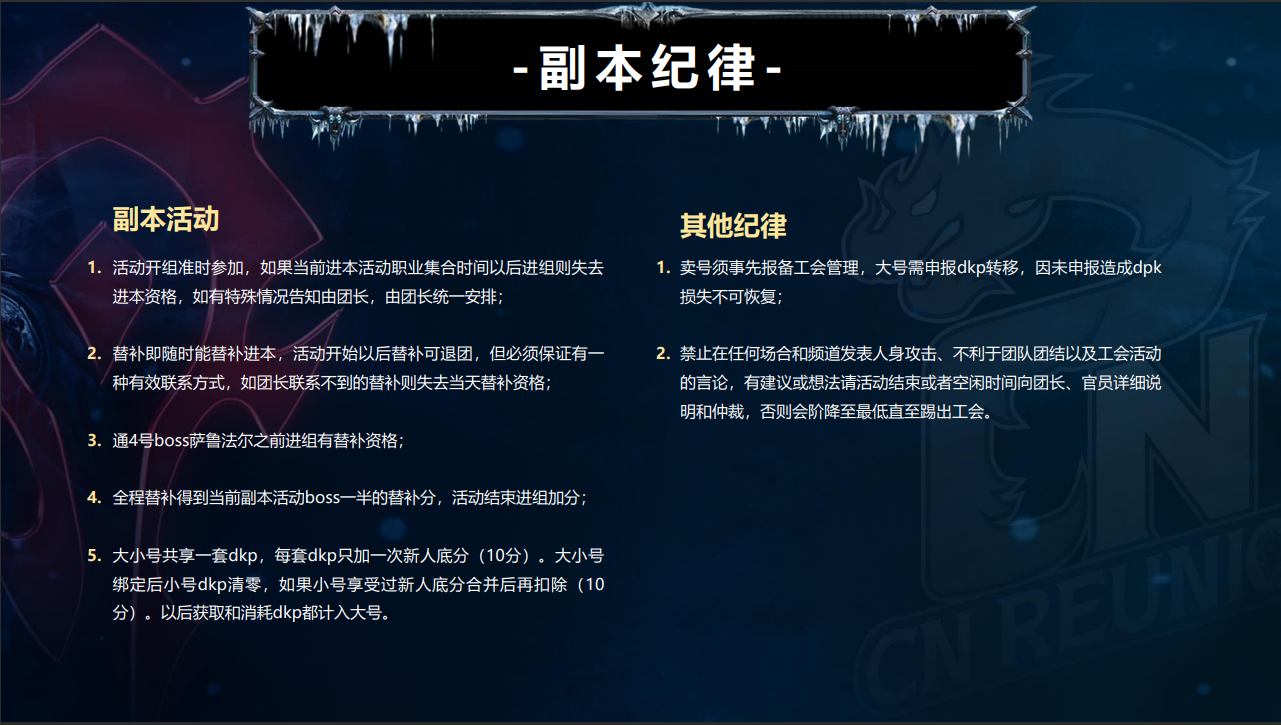 -副本纪律-
副本活动
1. 活动开组准时参加，如果当前进本活动职业集合时间以后进组则失去
进本资格，如有特殊情况告知由团长，由团长统一安排；
2. 替补即随时能替补进本，活动开始以后替补可退团，但必须保证有一
种有效联系方式，如团长联系不到的替补则失去当天替补资格；
3. 通4号boss萨鲁法尔之前进组有替补资格；
4. 全程替补得到当前副本活动boss一半的替补分，活动结束进组加分；
5. 大小号共享一套dkp，每套dkp只加一次新人底分（10分）。大小号
绑定后小号dkp清零，如果小号享受过新人底分合并后再扣除（10
分）。以后获取和消耗dkp都计入大号。
其他纪律
1. 卖号须事先报备工会管理，大号需申报dkp转移，因未申报造成dpk
损失不可恢复；
2. 禁止在任何场合和频道发表人身攻击、不利于团队团结以及工会活动
的言论，有建议或想法请活动结束或者空闲时间向团长、官员详细说
明和仲裁，否则会阶降至最低直至踢出工会。
CN
CN REUNION